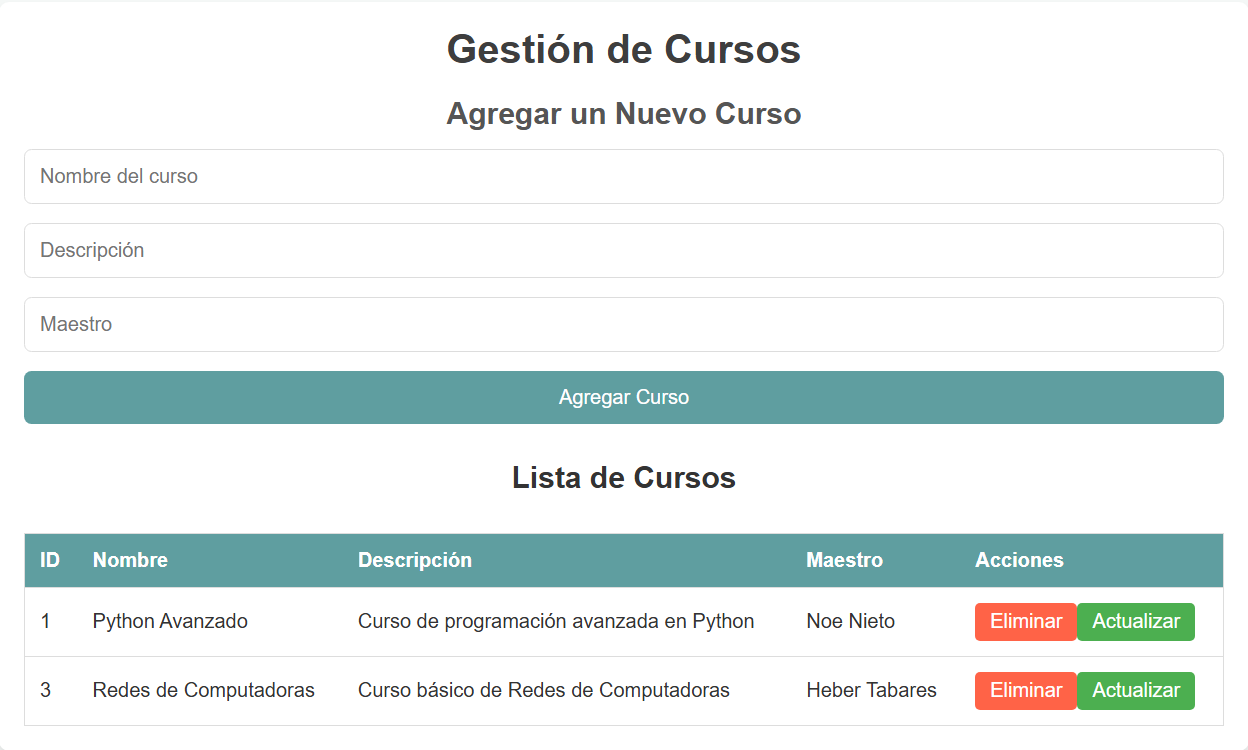 Gestión de Cursos
Agregar un Nuevo Curso
Nombre del curso
Descripción
Maestro
Agregar Curso
Lista de Cursos
ID Nombre Descripción Maestro Acciones
1 Python Avanzado Curso de programación avanzada en Python Noe Nieto Eliminar Actualizar
3 Redes de Computadoras Curso básico de Redes de Computadoras Heber Tabares Eliminar Actualizar